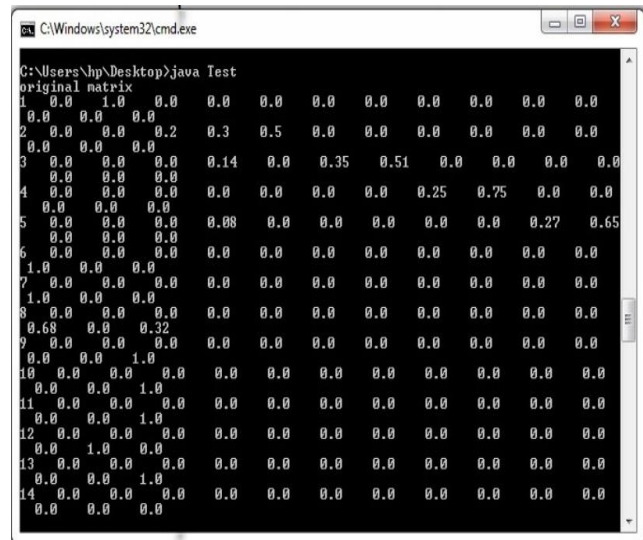 C:\Windows\system32\cmd.exe
C:\Users\hp\Desktop>java Test
original matrix
1 0.0 1.0 0.0 0.0 0.0 0.0 0.0 0.0 0.0 0.0 0.0
0.0 0.0 0.0
2 0.0 0.0 0.2 0.3 0.5 0.0 0.0 0.0 0.0 0.0 0.0
0.0 0.0 0.0
3 0.0 0.0 0.0 0.14 0.0 0.35 0.51 0.0 0.0 0.0 0.0
0.0 0.0 0.0
4 0.0 0.0 0.0 0.0 0.0 0.0 0.25 0.75 0.0 0.0
0.0 0.0 0.0
5 0.0 0.0 0.0 0.08 0.0 0.0 0.0 0.0 0.27 0.65
0.0 0.0 0.0
6 0.0 0.0 0.0 0.0 0.0 0.0 0.0 0.0 0.0 0.0 0.0
1.0 0.0 0.0
7 0.0 0.0 0.0 0.0 0.0 0.0 0.0 0.0 0.0 0.0 0.0
1.0 0.0 0.0
8 0.0 0.0 0.0 0.0 0.0 0.0 0.0 0.0 0.0 0.0 0.0
0.68 0.0 0.32
9 0.0 0.0 0.0 0.0 0.0 0.0 0.0 0.0 0.0 0.0 0.0
0.0 0.0 1.0
10 0.0 0.0 0.0 0.0 0.0 0.0 0.0 0.0 0.0 0.0 0.0
0.0 0.0 1.0
11 0.0 0.0 0.0 0.0 0.0 0.0 0.0 0.0 0.0 0.0 0.0
0.0 0.0 1.0
12 0.0 0.0 0.0 0.0 0.0 0.0 0.0 0.0 0.0 0.0 0.0
0.0 1.0 0.0
13 0.0 0.0 0.0 0.0 0.0 0.0 0.0 0.0 0.0 0.0 0.0
0.0 0.0 1.0
14 0.0 0.0 0.0 0.0 0.0 0.0 0.0 0.0 0.0 0.0 0.0
0.0 0.0 0.0